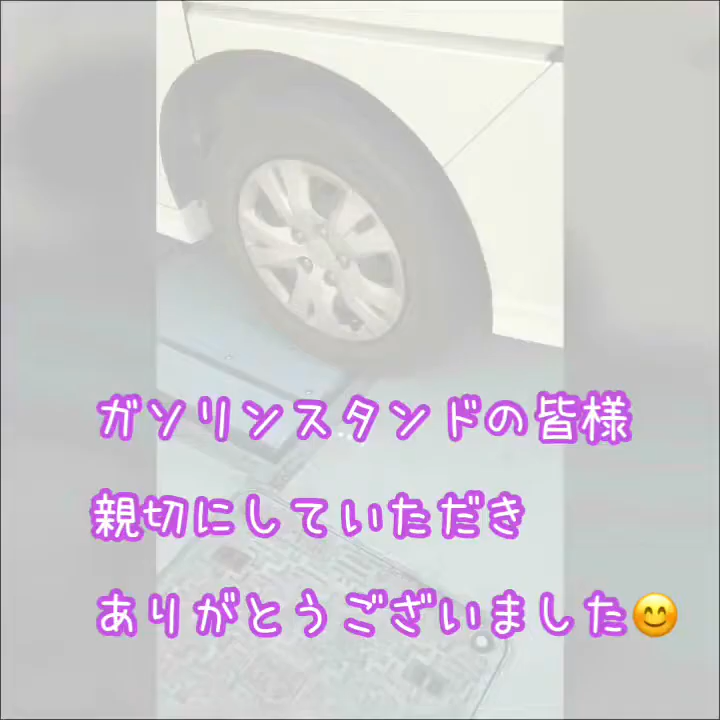 ガソリンスタンドの皆様
親切にしていただき
ありがとうございました😊